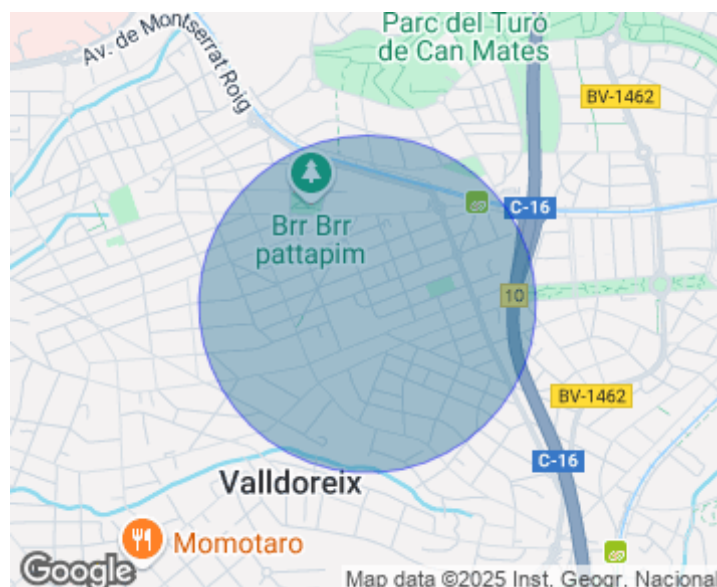 Parc del Turó
de Can Mates
Av. de Montserrat Roig
BV-1462
C-16
Brr Brr
pattapim
10
BV-1462
C-16
Valldoreix
Momotaro
Google
Map data ©2025 Inst. Geogr. Nacional